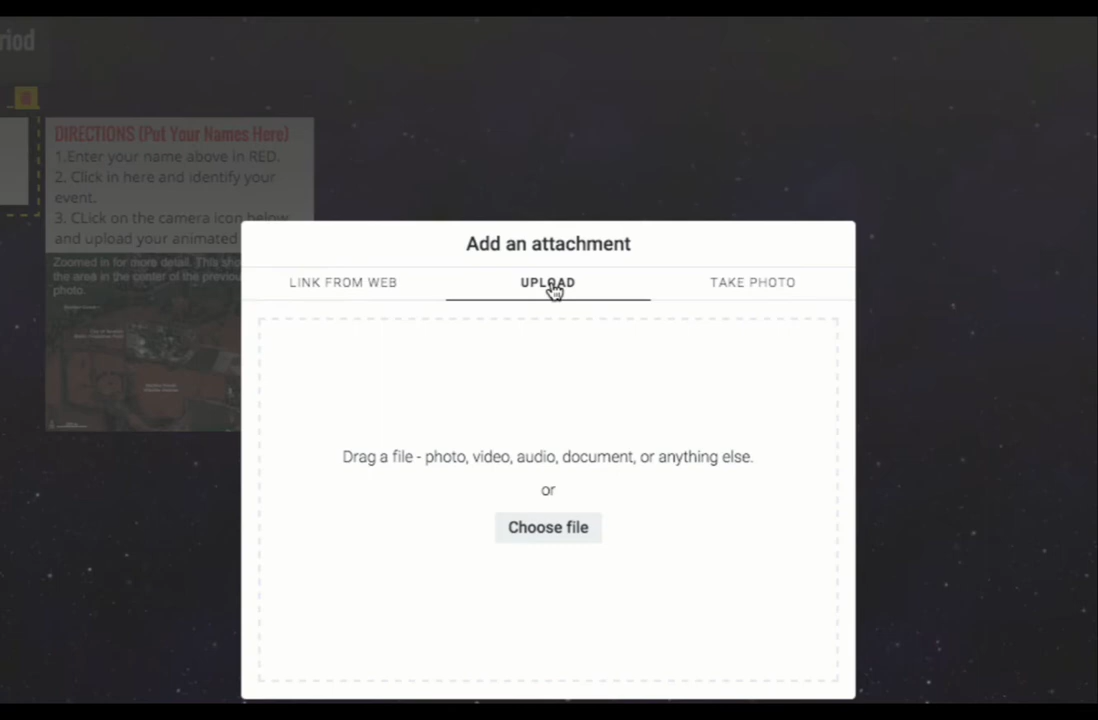 riod
DIRECTIONS (Put Your Names Here)
1.Enter your name above in RED.
2. Click in here and identify your
event.
3. CLick on the camera icon below
and upload your animated
Zoomed in for more detail. This sho
the area in the center of the previou
photo.
Add an attachment
LINK FROM WEB
UPLOAD
TAKE PHOTO
Drag a file - photo, video, audio, document, or anything else.
or
Choose file